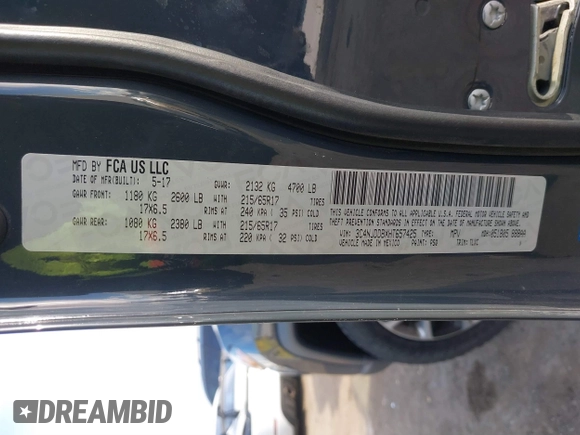 MFD BY FCA US LLC
MFR(BUILT): 5-17
GVWR: 2132 KG 4700 LB
GAWR FRONT: 1180 KG 2600 LB WITH 215/65R17 TIRES
17X6.5 RIMS AT 240 KPA ( 35 PSI) COLD
GAWR REAR: 1080 KG 2380 LB WITH 215/65R17 TIRES
17X6.5 RIMS AT 220 KPA ( 32 PSI) COLD
THIS VEHICLE CONFORMS TO ALL APPLICABLE U.S.A. FEDERAL MOTOR VEHICLE SAFETY AND
THEFT PREVENTION STANDARDS IN EFFECT ON THE DATE OF MANUFACTURE SHOWN ABOVE.
TYPE: MPV
VEHICLE MADE IN MEXICO PAINT: TRIM:
DREAMBID